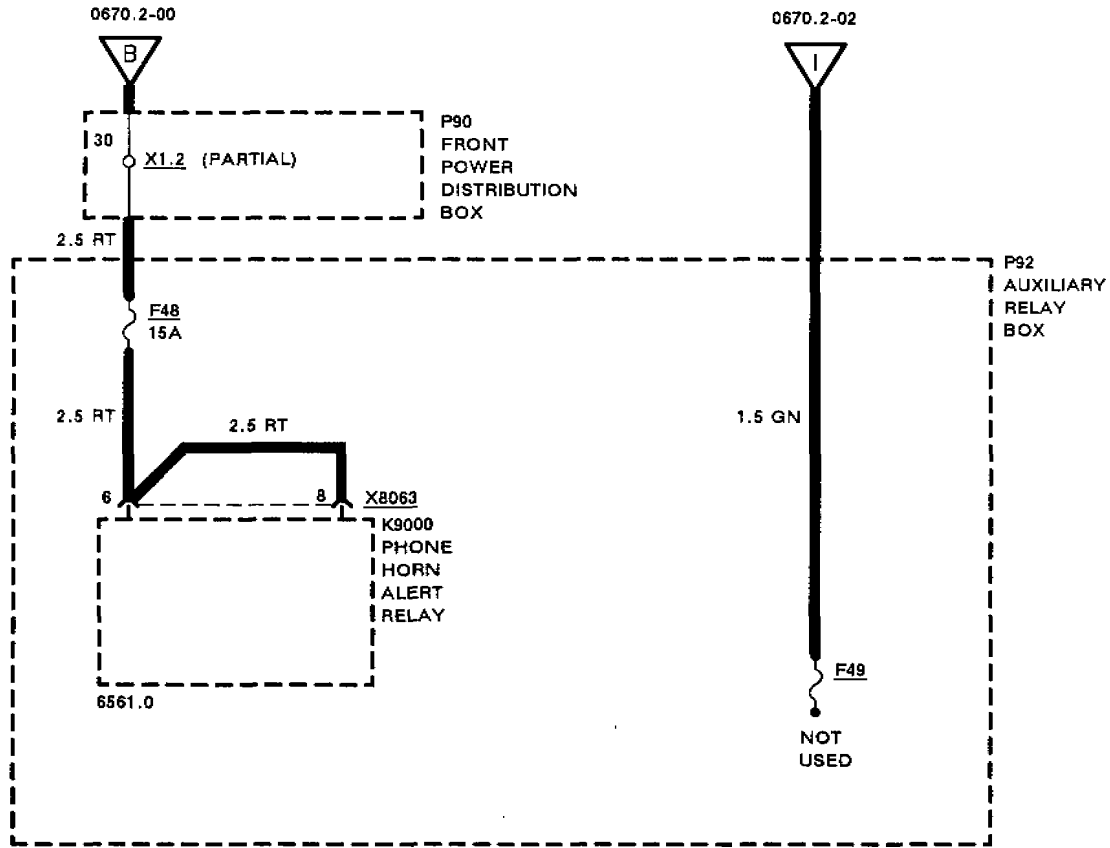 0670.2-00
0670.2-02
B
I
30
X1.2 (PARTIAL)
P90
FRONT
POWER
DISTRIBUTION
BOX
2.5 RT
P92
AUXILIARY
RELAY
BOX
F48
15A
2.5 RT
2.5 RT
1.5 GN
6
8
X8063
K9000
PHONE
HORN
ALERT
RELAY
6561.0
F49
NOT
USED